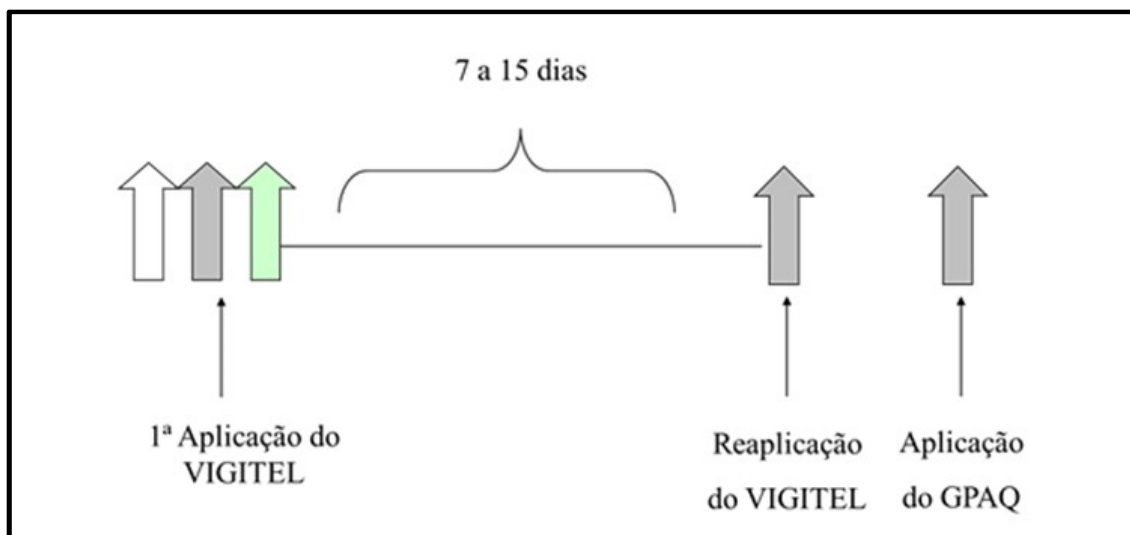 7 a 15 dias
1ª Aplicação do
VIGITEL
Reaplicação
do VIGITEL
Aplicação
do GPAQ